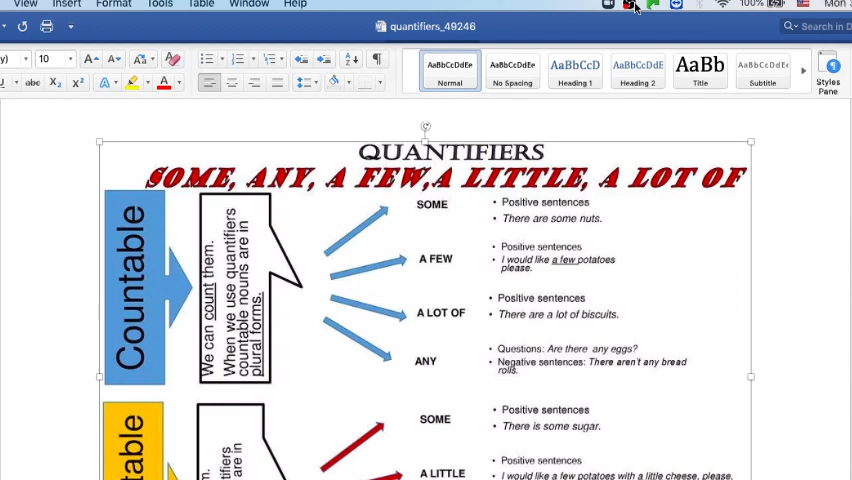 View Insert Format Tools Table Window Help 100% Mon
quantifiers_49246
Search in D
10 A A Aa A
abc X₂ X² A A
AaBbCcDdEe AaBbCcDdEe AaBbCcD AaBbCcDdE AaBb AaBbCcDdEe
Normal No Spacing Heading 1 Heading 2 Title Subtitle
Styles
Pane
QUANTIFIERS
SOME, ANY, A FEW,A LITTLE, A LOT OF
Countable
We can count them.
When we use quantifiers
countable nouns are in
plural forms.
SOME
• Positive sentences
• There are some nuts.
A FEW
• Positive sentences
• I would like a few potatoes
please.
A LOT OF
• Positive sentences
• There are a lot of biscuits.
ANY
• Questions: Are there any eggs?
• Negative sentences: There aren't any bread
rolls.
SOME
• Positive sentences
• There is some sugar.
A LITTLE
• Positive sentences
• I would like a few potatoes with a little cheese, please.